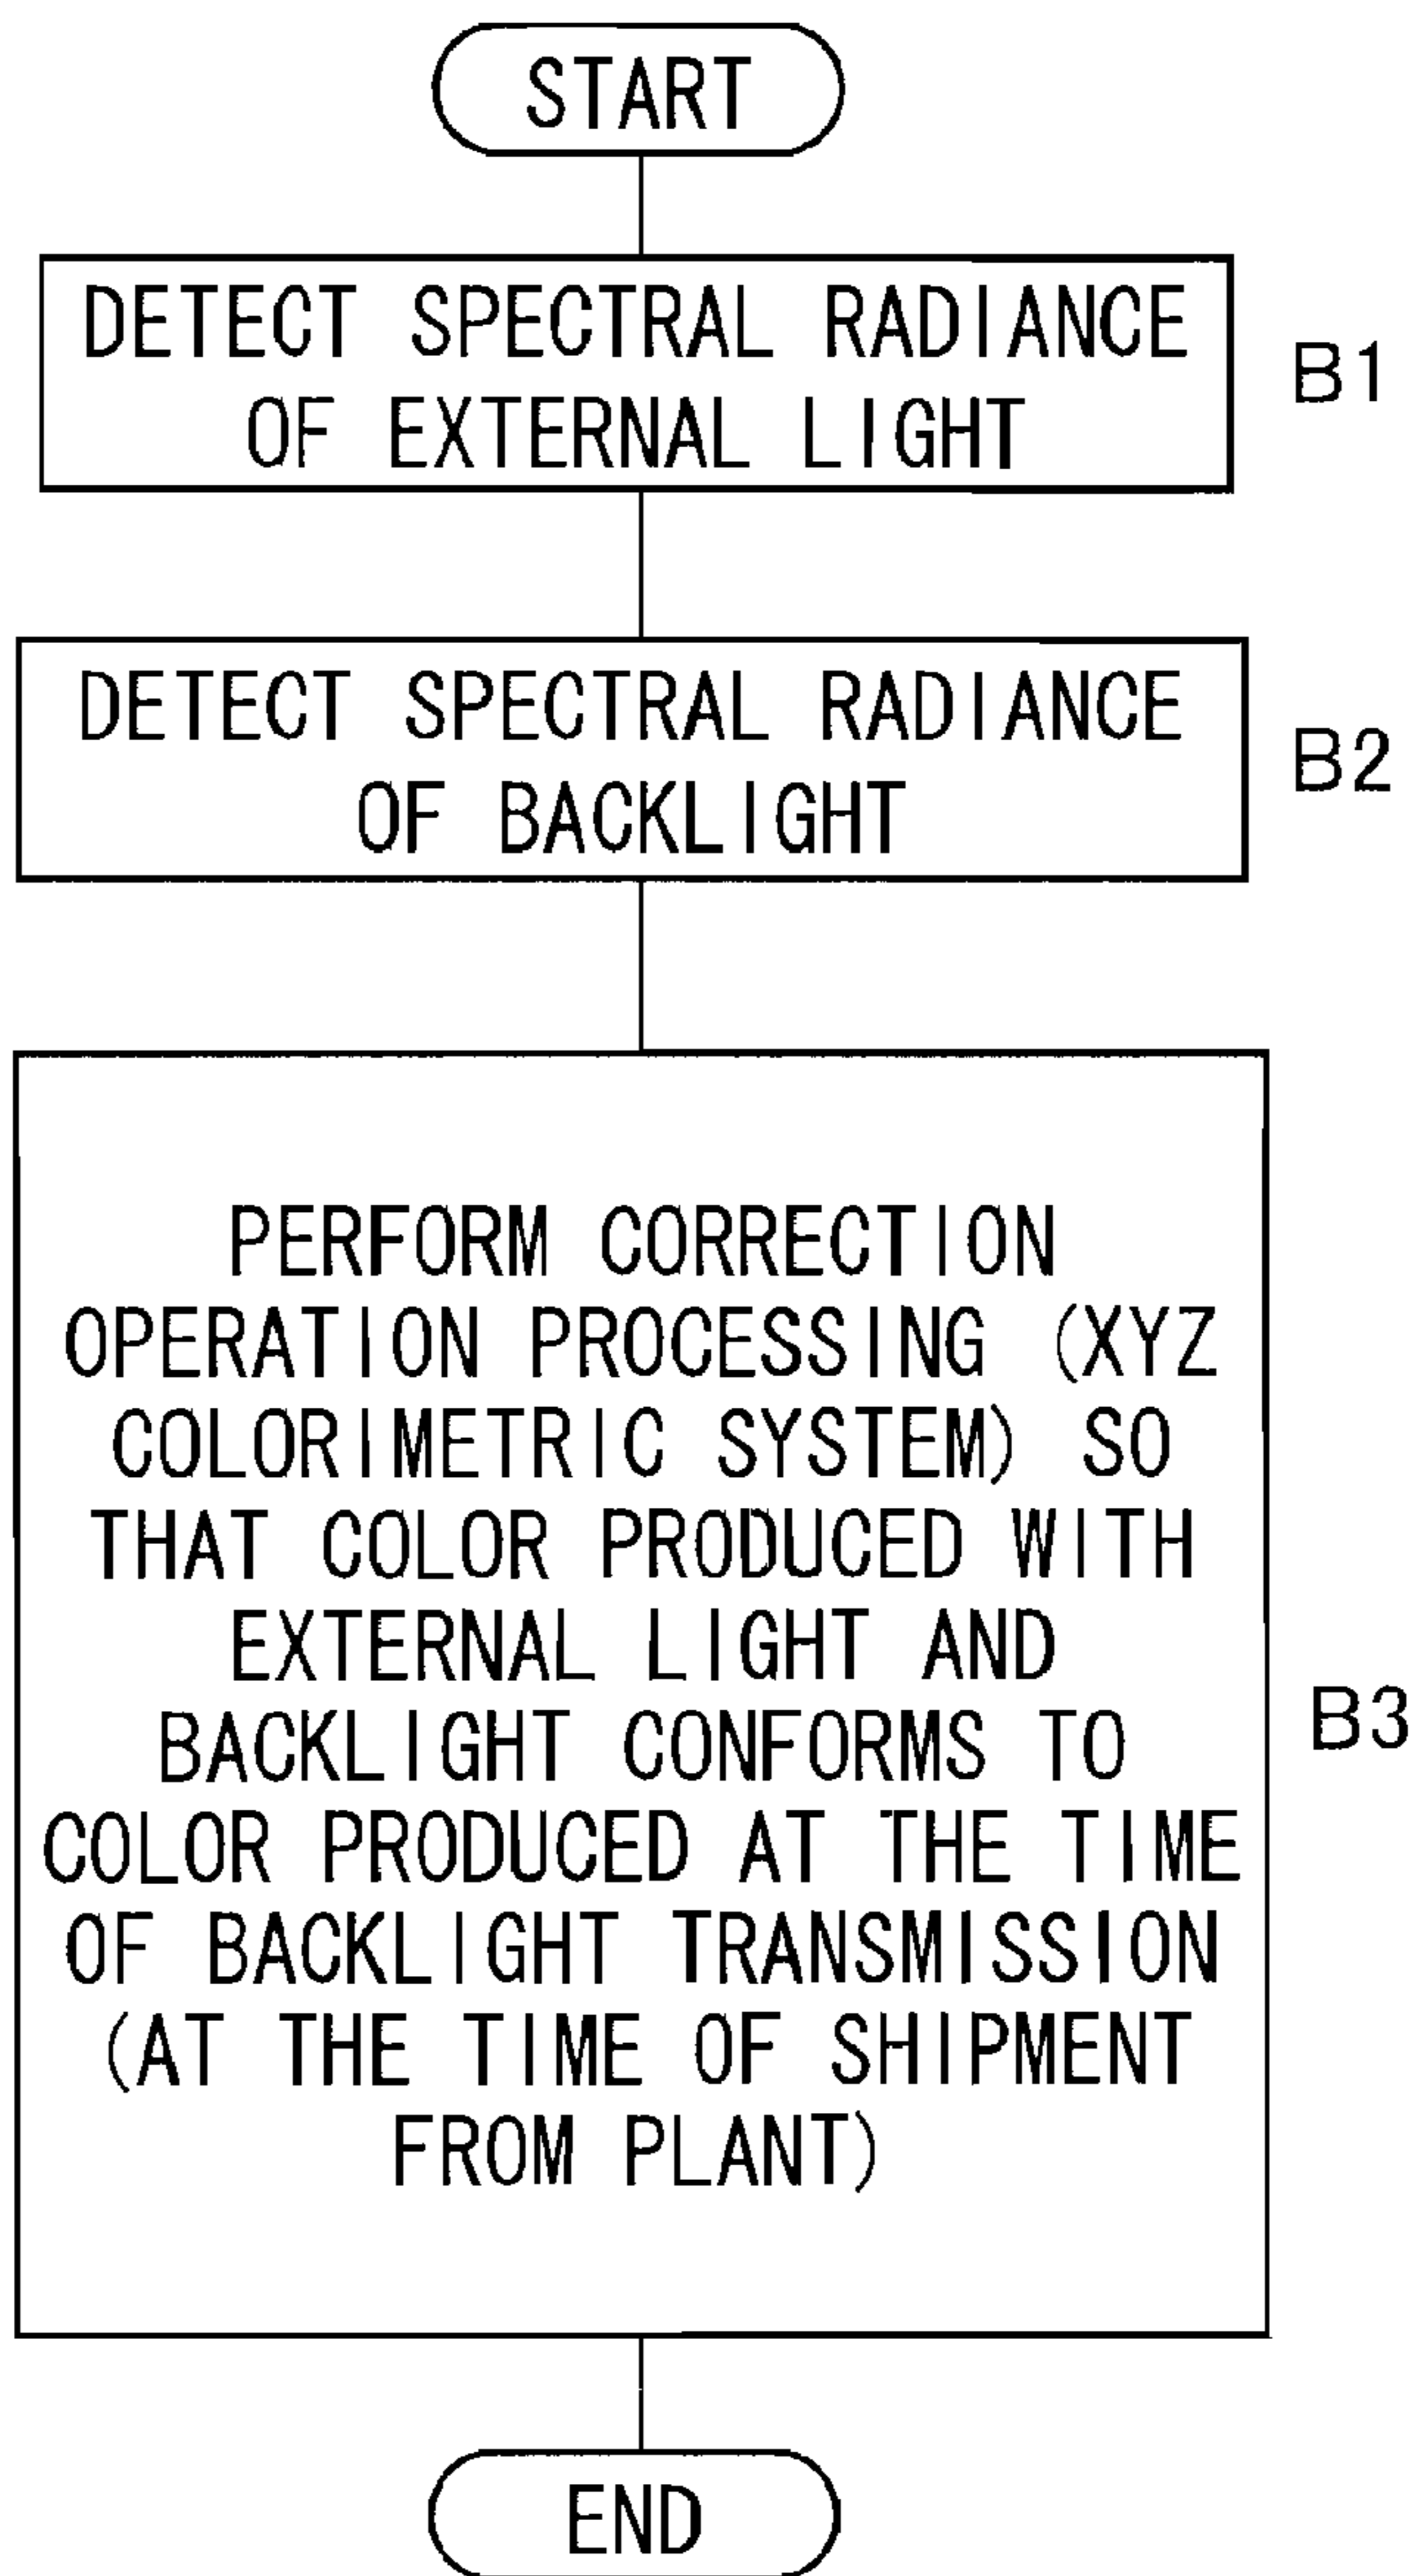 START
DETECT SPECTRAL RADIANCE
OF EXTERNAL LIGHT
B1
DETECT SPECTRAL RADIANCE
OF BACKLIGHT
B2
PERFORM CORRECTION
OPERATION PROCESSING (XYZ
COLORIMETRIC SYSTEM) SO
THAT COLOR PRODUCED WITH
EXTERNAL LIGHT AND
BACKLIGHT CONFORMS TO
COLOR PRODUCED AT THE TIME
OF BACKLIGHT TRANSMISSION
(AT THE TIME OF SHIPMENT
FROM PLANT)
B3
END